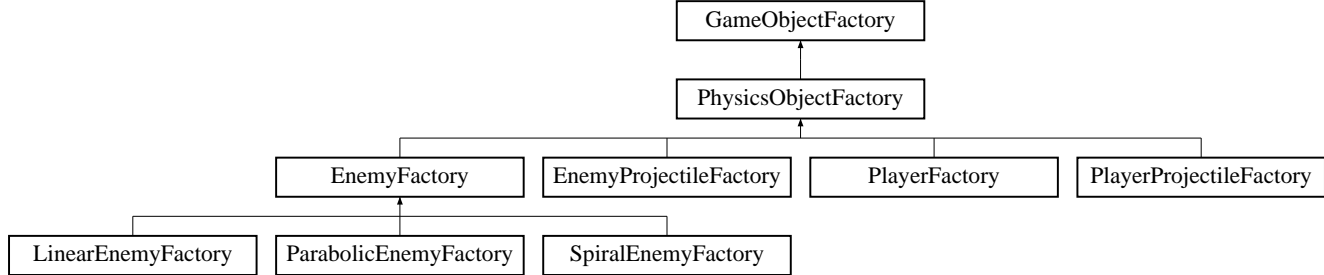 GameObjectFactory
PhysicsObjectFactory
EnemyFactory
EnemyProjectileFactory
PlayerFactory
PlayerProjectileFactory
LinearEnemyFactory
ParabolicEnemyFactory
SpiralEnemyFactory